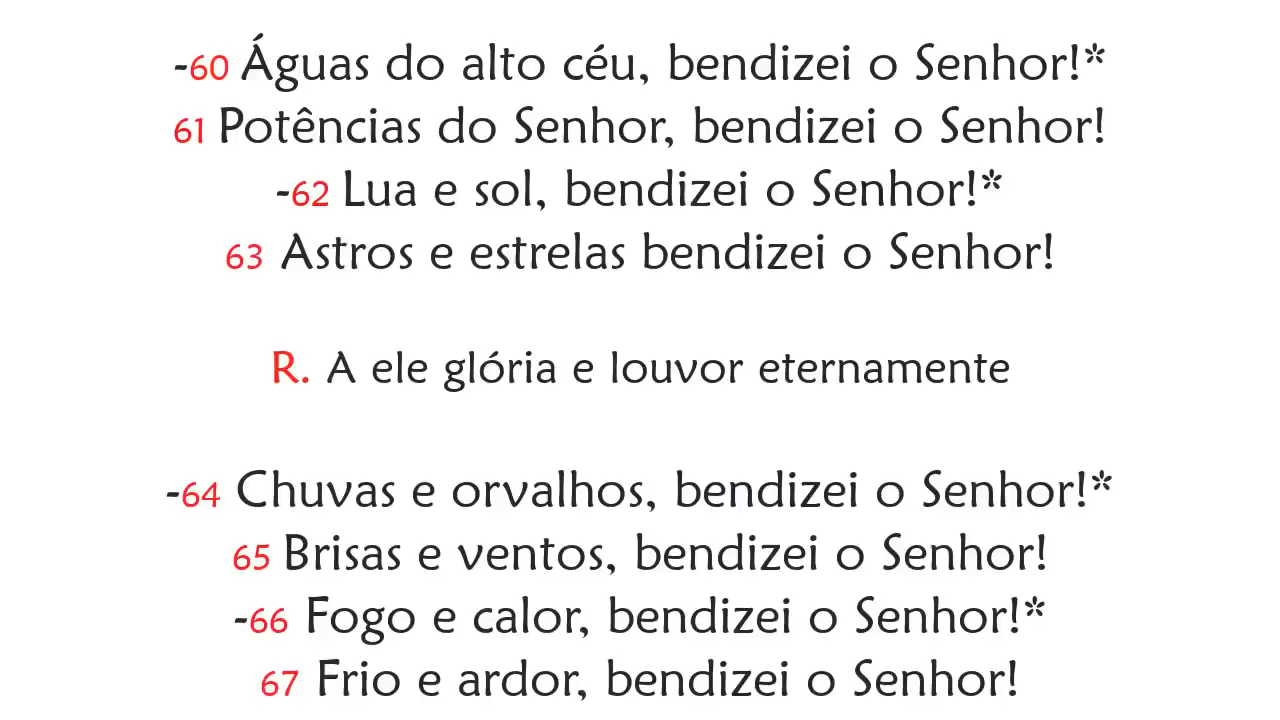 -60 Águas do alto céu, bendizei o Senhor!*
61 Potências do Senhor, bendizei o Senhor!
-62 Lua e sol, bendizei o Senhor!*
63 Astros e estrelas bendizei o Senhor!
R. A ele glória e louvor eternamente
-64 Chuvas e orvalhos, bendizei o Senhor!*
65 Brisas e ventos, bendizei o Senhor!
-66 Fogo e calor, bendizei o Senhor!*
67 Frio e ardor, bendizei o Senhor!